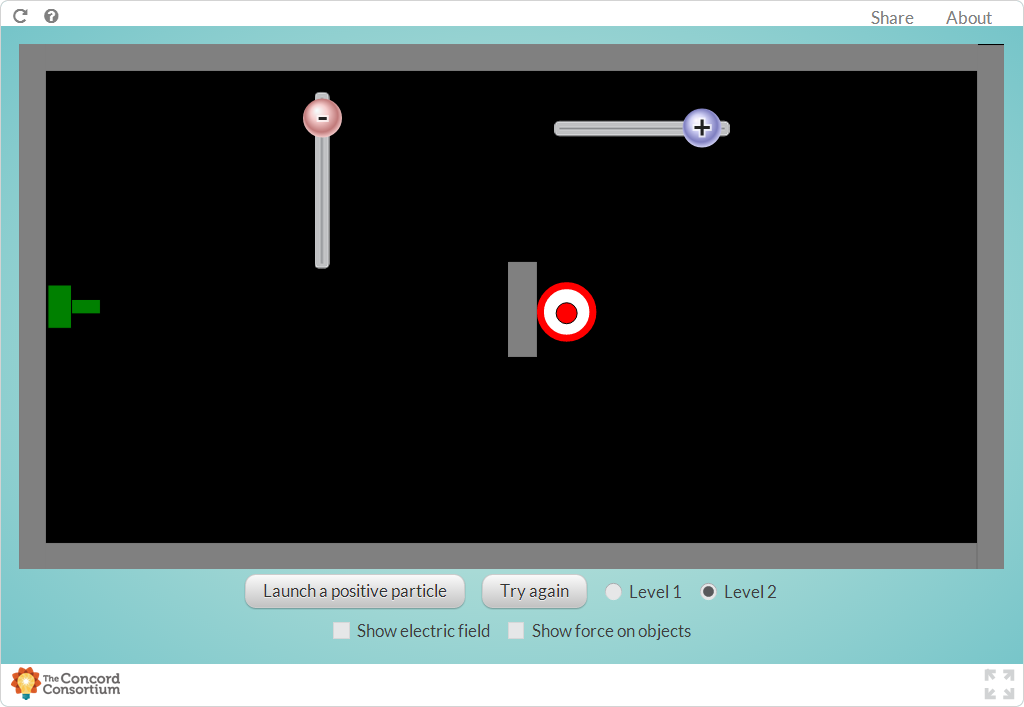 Share About
-
+
Launch a positive particle Try again Level 1 Level 2
Show electric field Show force on objects
The Concord
Consortium